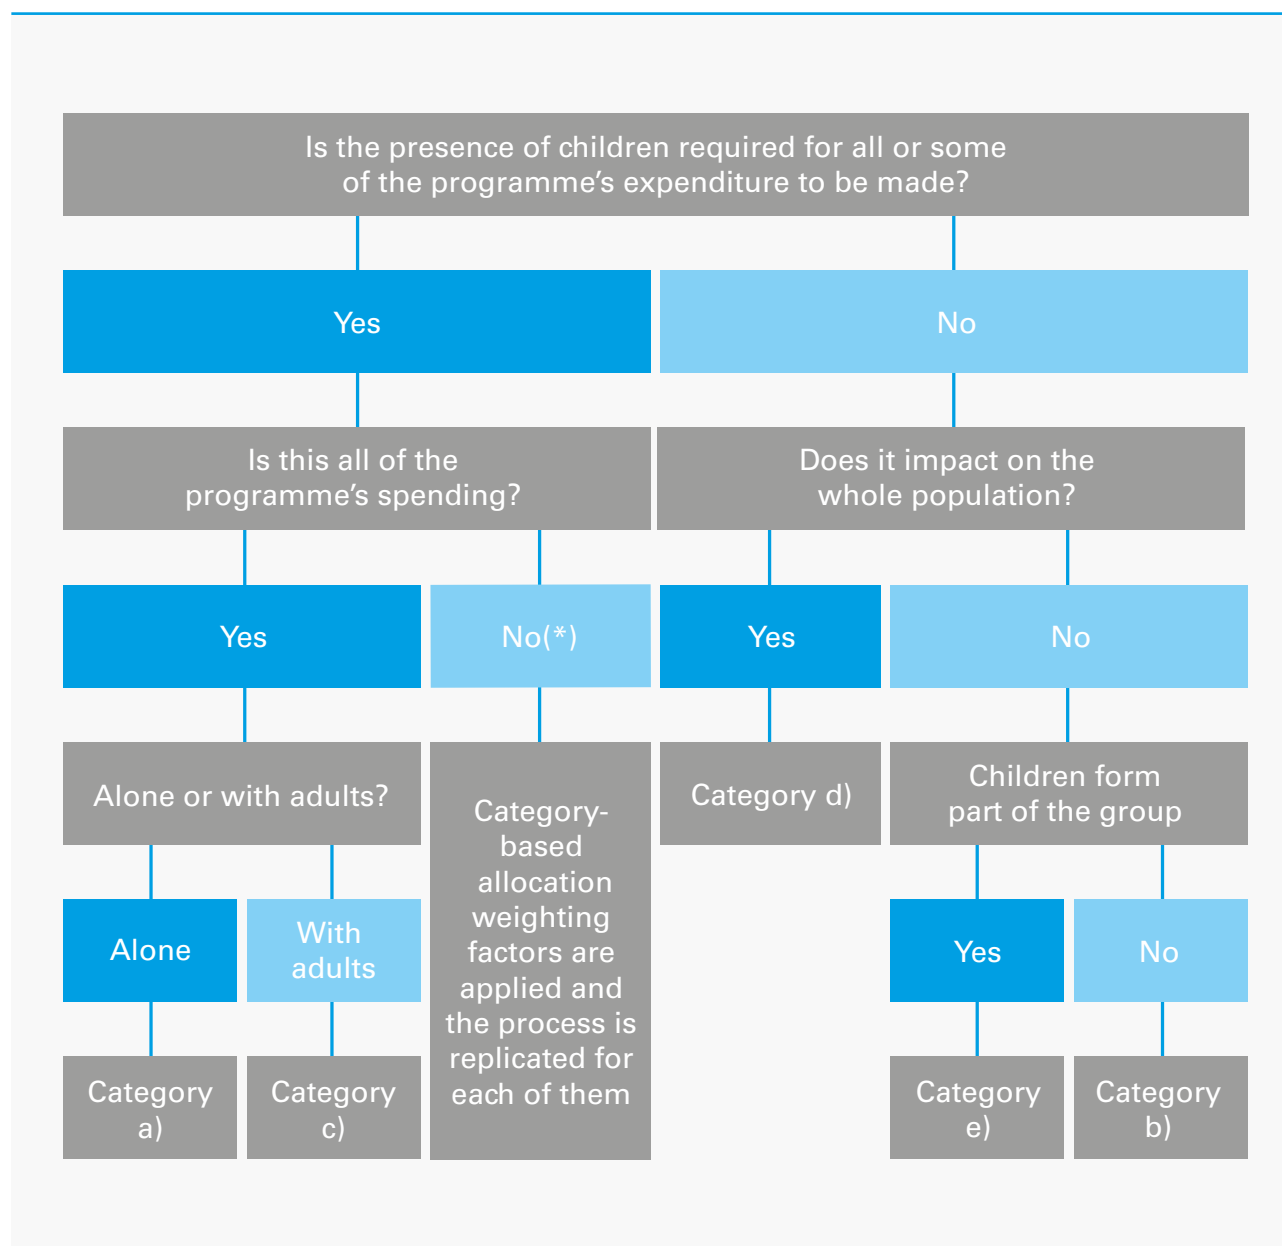 Is the presence of children required for all or some
of the programme’s expenditure to be made?
Yes
No
Is this all of the
programme’s spending?
Does it impact on the
whole population?
Yes
No(*)
Yes
No
Alone or with adults?
Category-
based
allocation
weighting
factors are
applied and
the process is
replicated for
each of them
Category d)
Children form
part of the group
Alone
With
adults
Yes
No
Category
a)
Category
c)
Category
e)
Category
b)